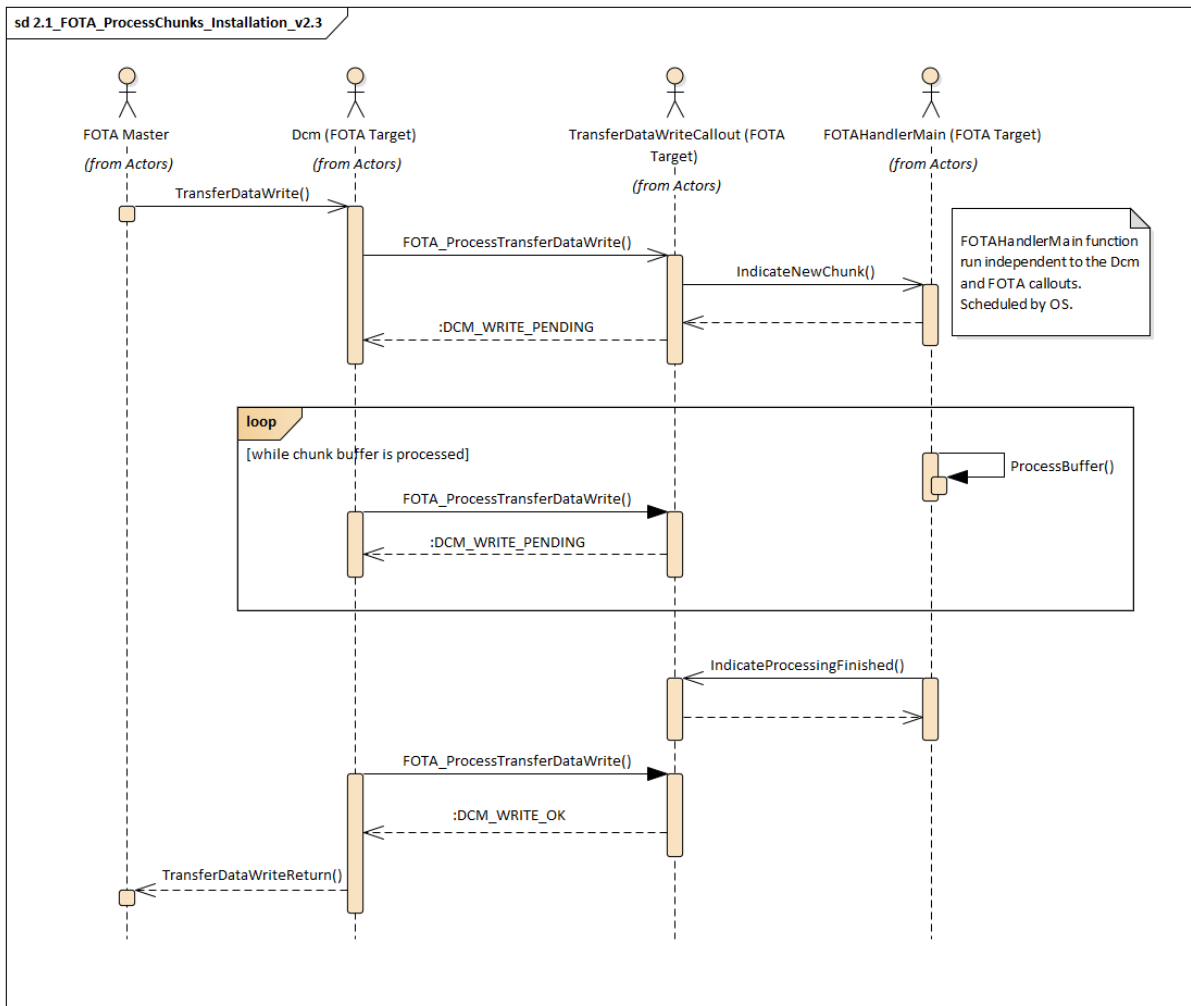 sd 2.1_FOTA_ProcessChunks_Installation_v2.3
FOTA Master
(from Actors)
Dcm (FOTA Target)
(from Actors)
TransferDataWriteCallout (FOTA
Target)
(from Actors)
FOTAHandlerMain (FOTA Target)
(from Actors)
TransferDataWrite()
FOTA_ProcessTransferDataWrite()
IndicateNewChunk()
FOTAHandlerMain function
run independent to the Dcm
and FOTA callouts.
Scheduled by OS.
:DCM_WRITE_PENDING
loop
[while chunk buffer is processed]
ProcessBuffer()
FOTA_ProcessTransferDataWrite()
:DCM_WRITE_PENDING
IndicateProcessingFinished()
FOTA_ProcessTransferDataWrite()
:DCM_WRITE_OK
TransferDataWriteReturn()